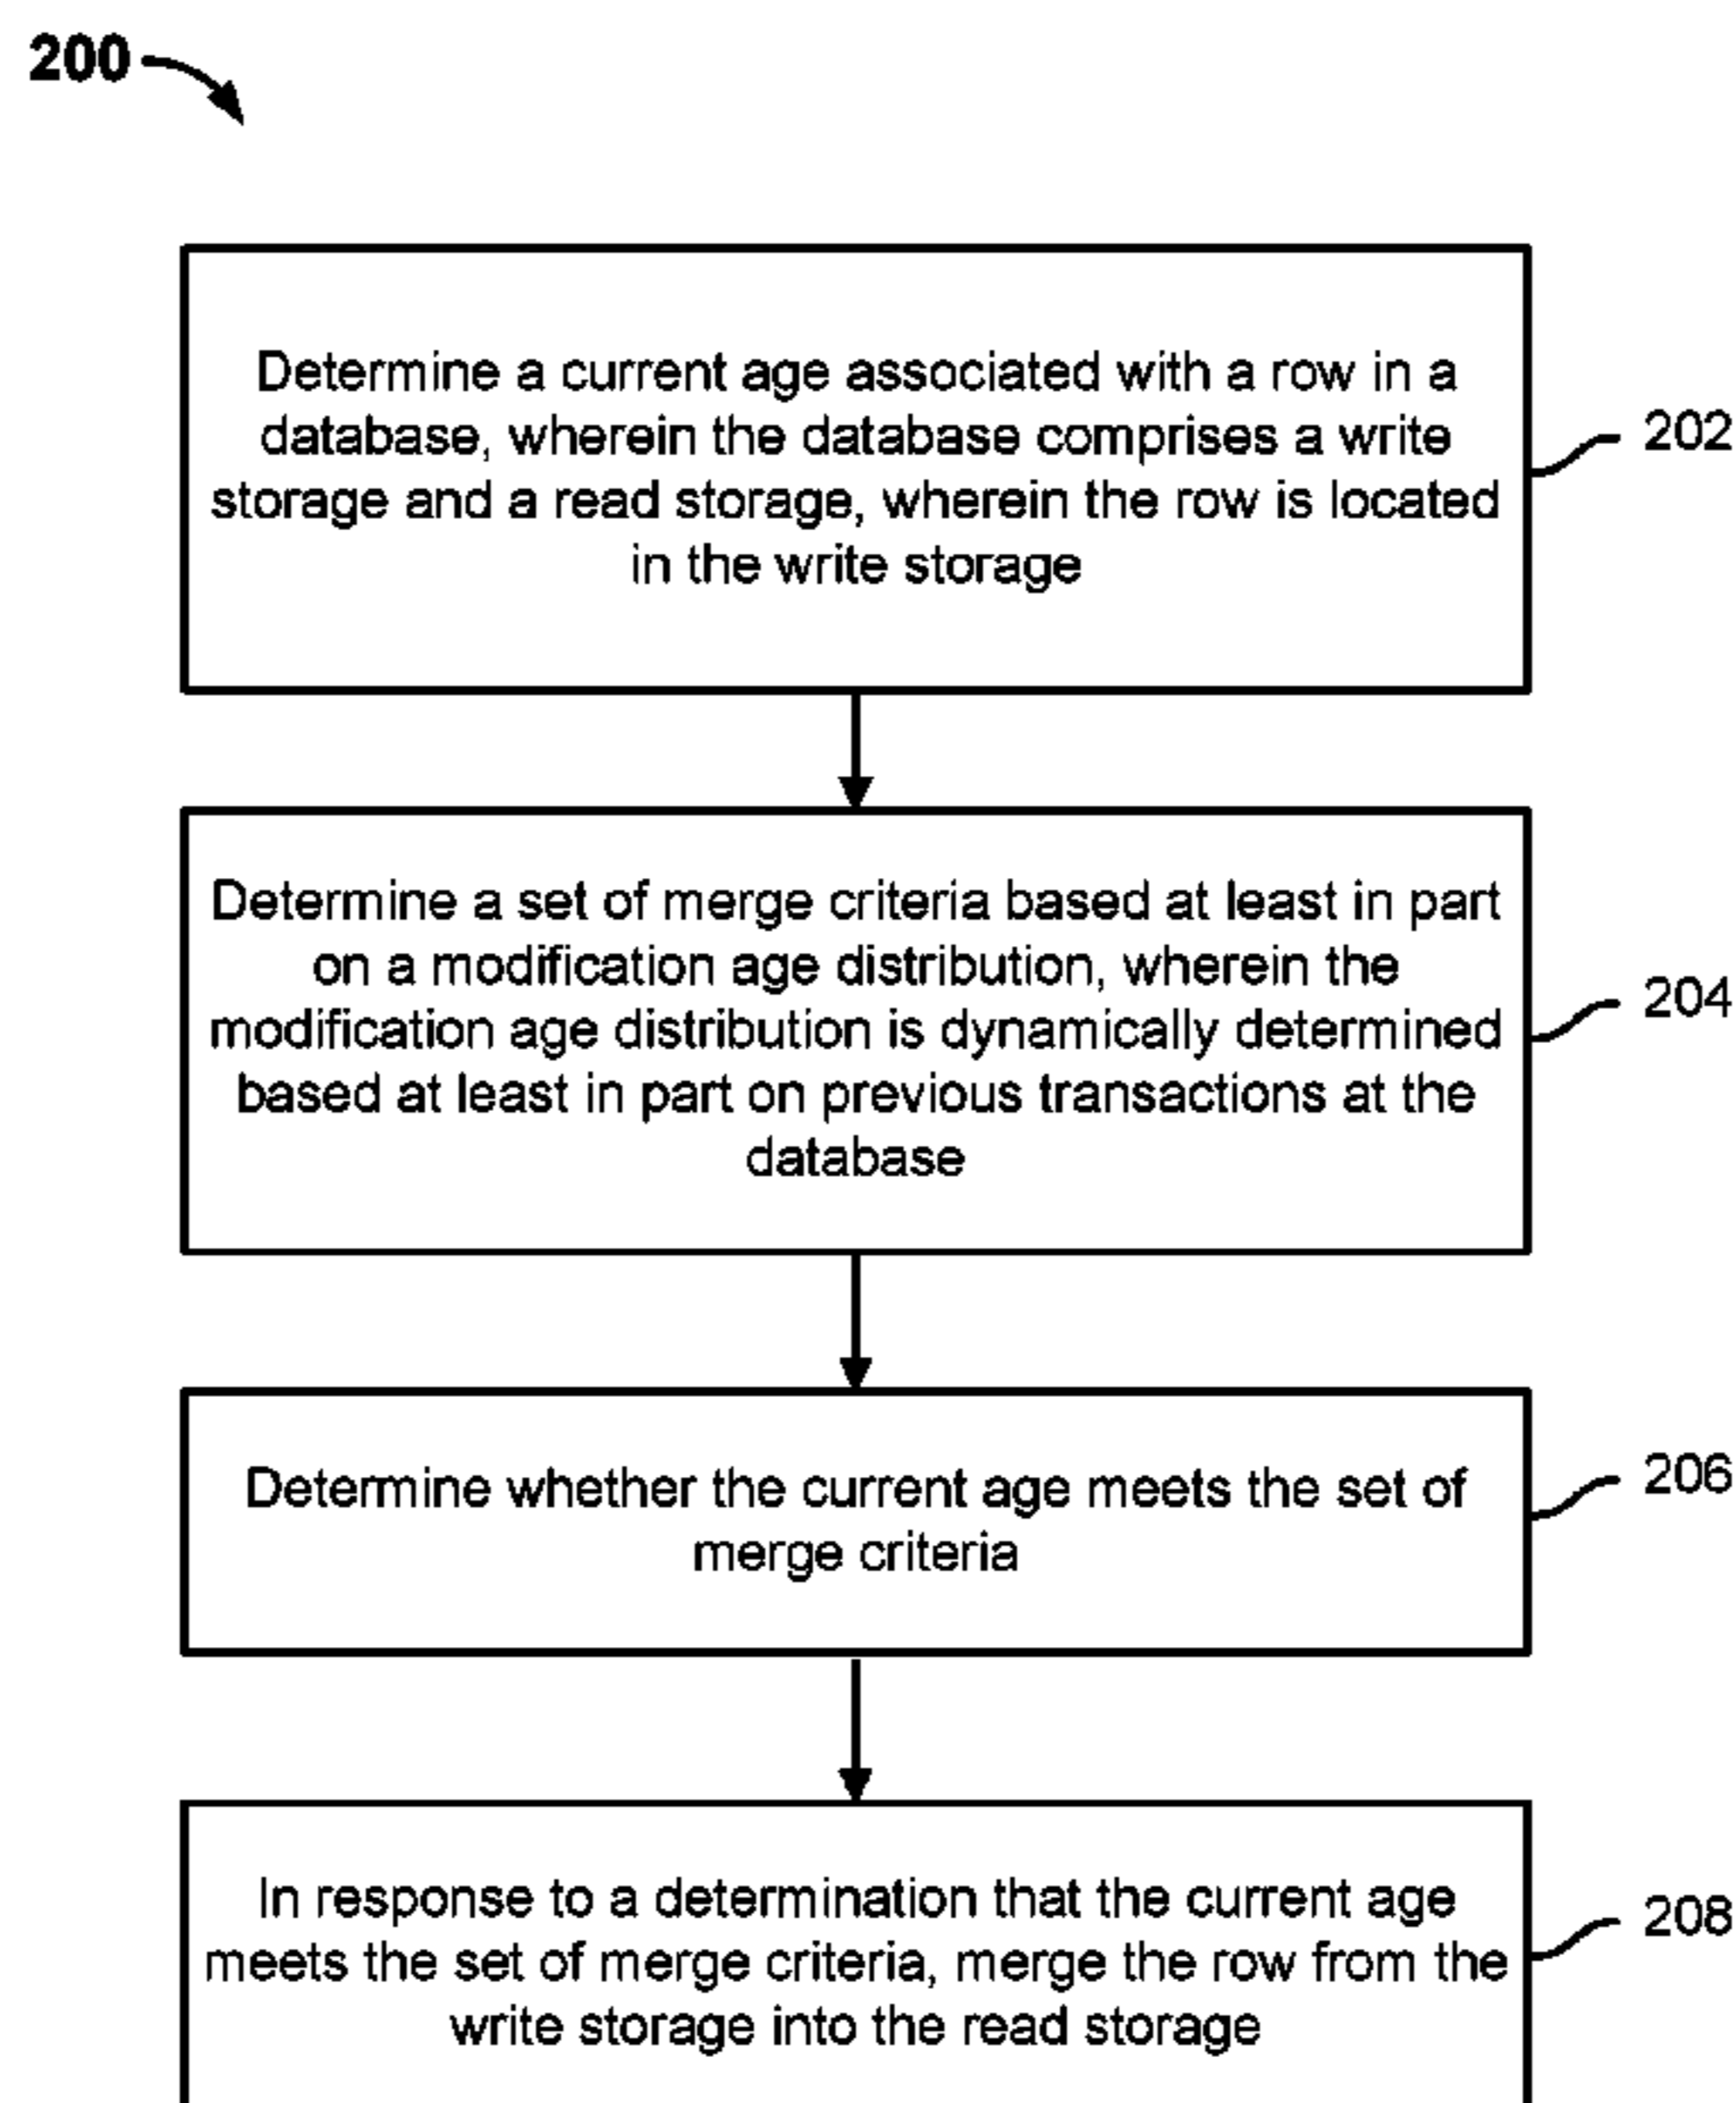 200
Determine a current age associated with a row in a
database, wherein the database comprises a write
storage and a read storage, wherein the row is located
in the write storage
202
Determine a set of merge criteria based at least in part
on a modification age distribution, wherein the
modification age distribution is dynamically determined
based at least in part on previous transactions at the
database
204
Determine whether the current age meets the set of
merge criteria
206
In response to a determination that the current age
meets the set of merge criteria, merge the row from the
write storage into the read storage
208